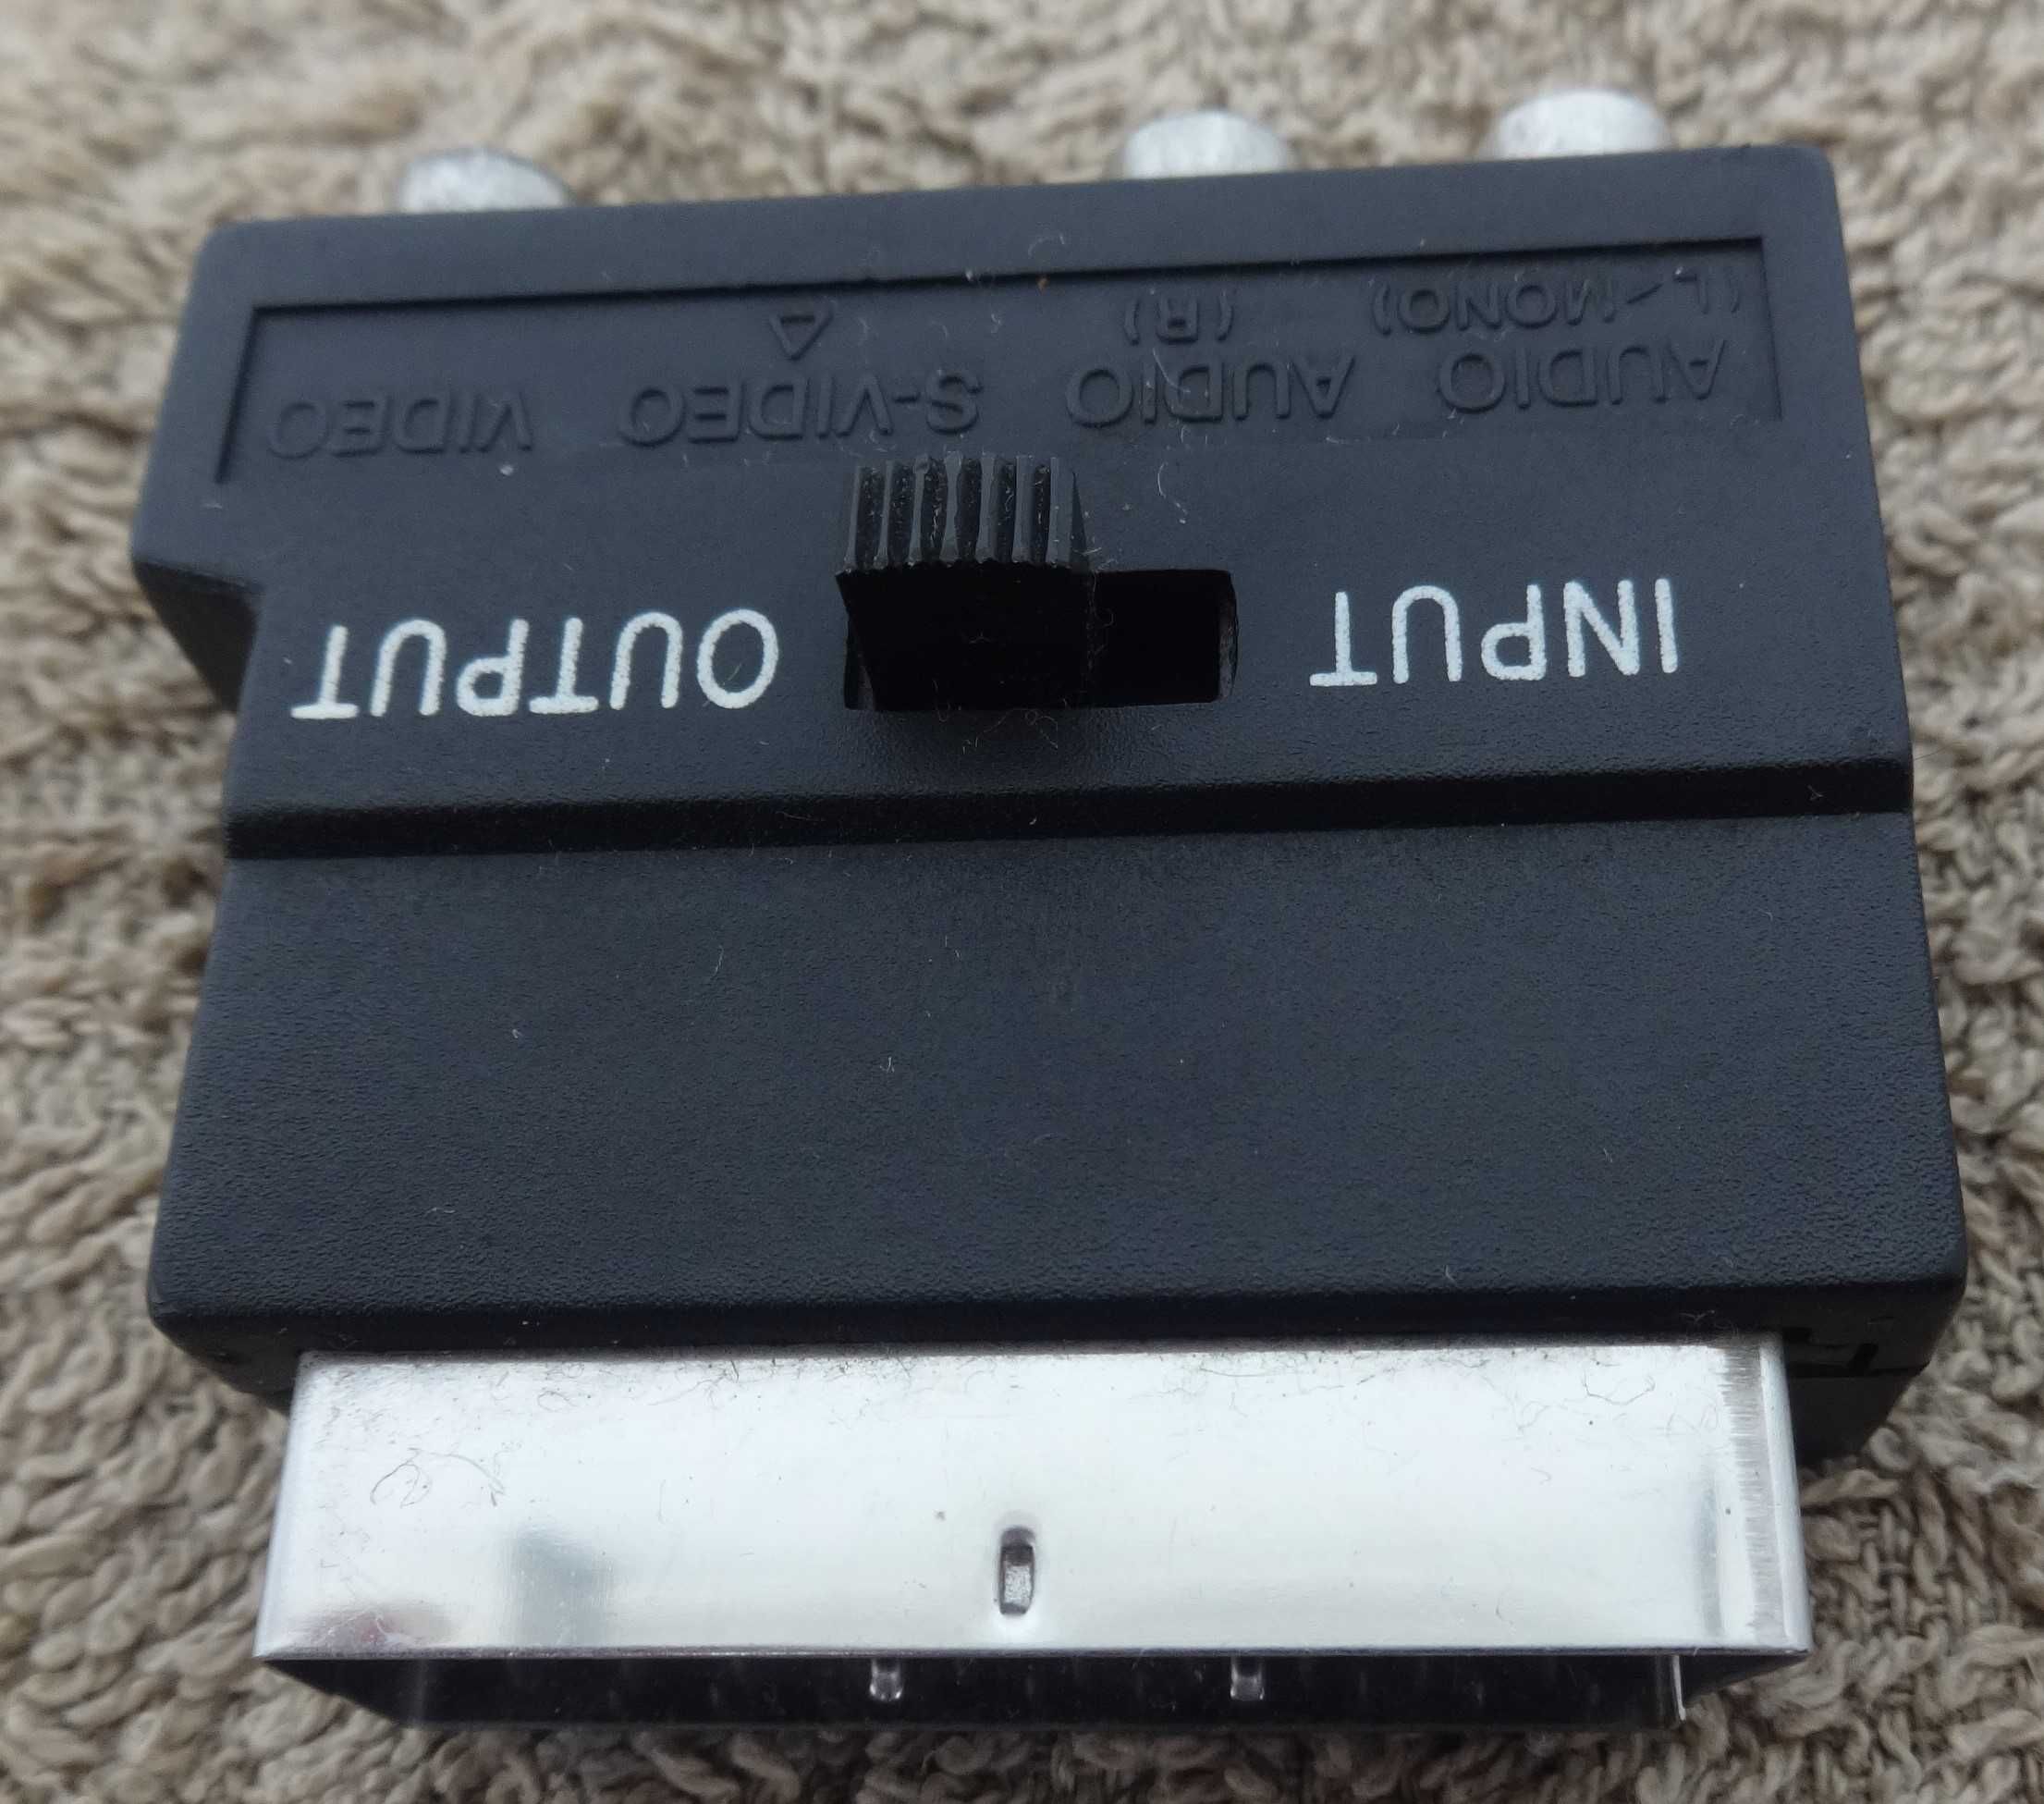 INPUT OUTPUT
AUDIO AUDIO S-VIDEO VIDEO
(L/MONO) (R)